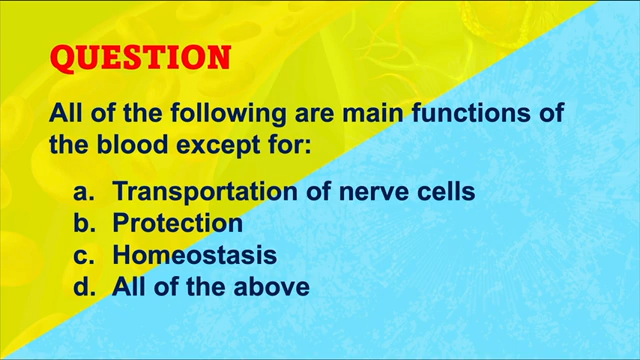 QUESTION
All of the following are main functions of
the blood except for:
a. Transportation of nerve cells
b. Protection
c. Homeostasis
d. All of the above